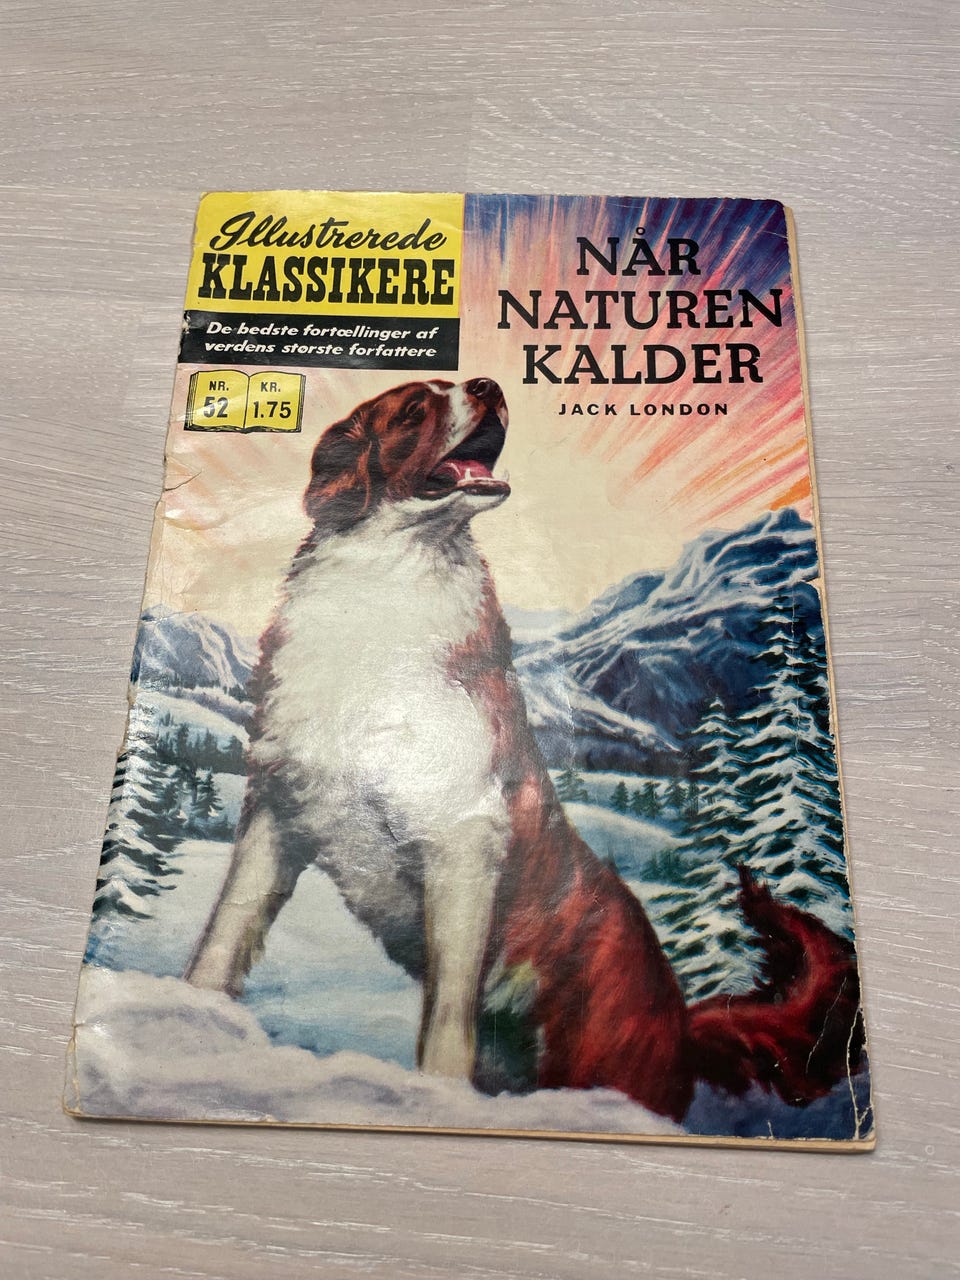 Illustrerede
KLASSIKERE
De bedste fortællinger af
verdens største forfattere
NR.
52
KR.
1.75
NÅR
NATUREN
KALDER
JACK LONDON